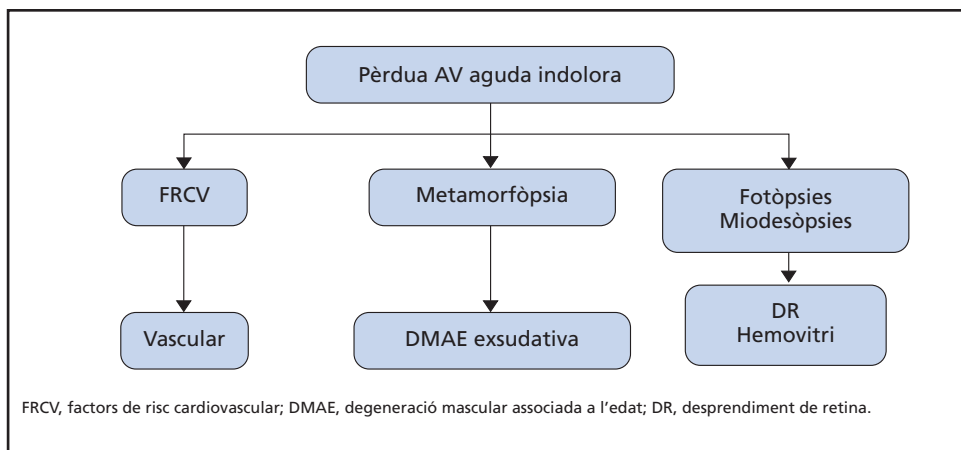 Pèrdua AV aguda indolora
FRCV
Metamorfòpsia
Fotòpsies
Miodesòpsies
Vascular
DMAE exsudativa
DR
Hemovitri
FRCV, factors de risc cardiovascular; DMAE, degeneració mascular associada a l'edat; DR, desprendiment de retina.